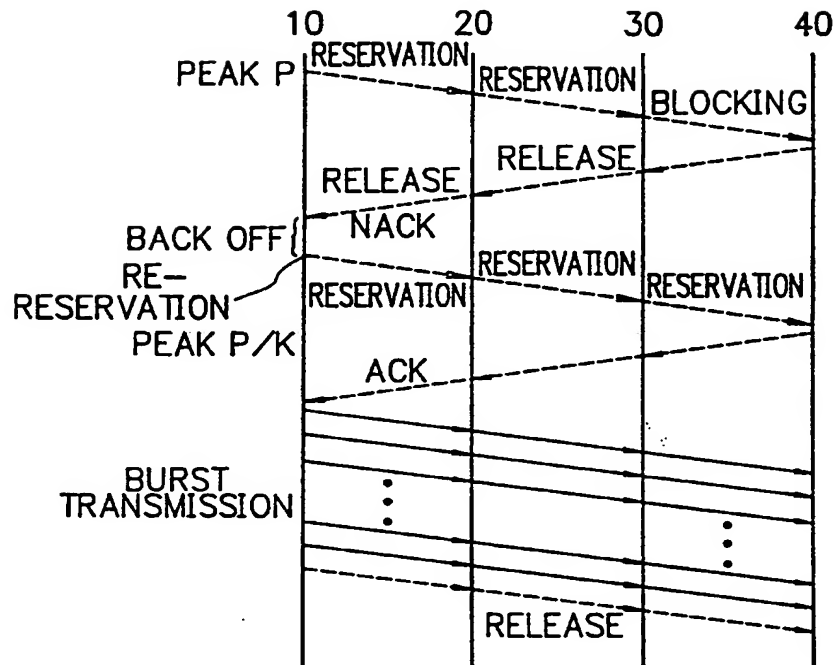 10 20 30 40
RESERVATION
PEAK P
RESERVATION
BLOCKING
RELEASE
RELEASE
NACK
BACK OFF
RE-
RESERVATION
RESERVATION
RESERVATION
RESERVATION
PEAK P/K
ACK
BURST
TRANSMISSION
RELEASE